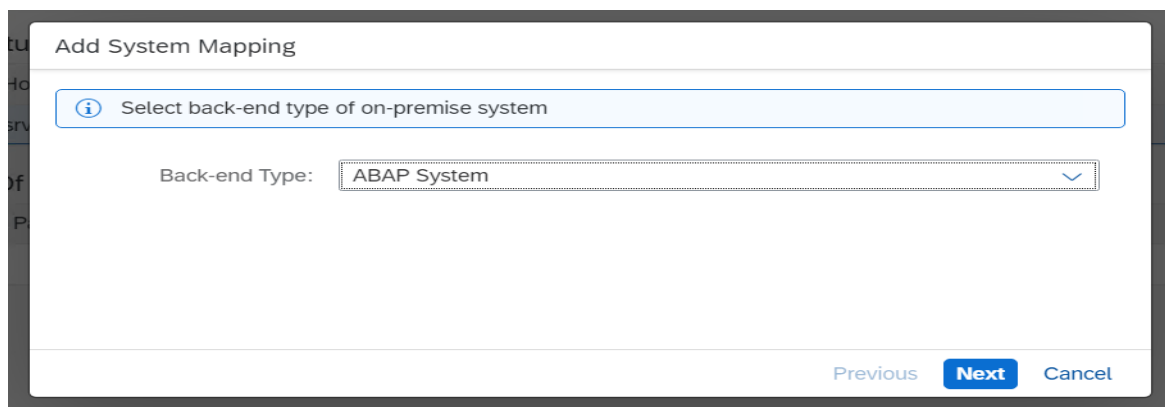 Add System Mapping
Select back-end type of on-premise system
Back-end Type: ABAP System
Previous Next Cancel